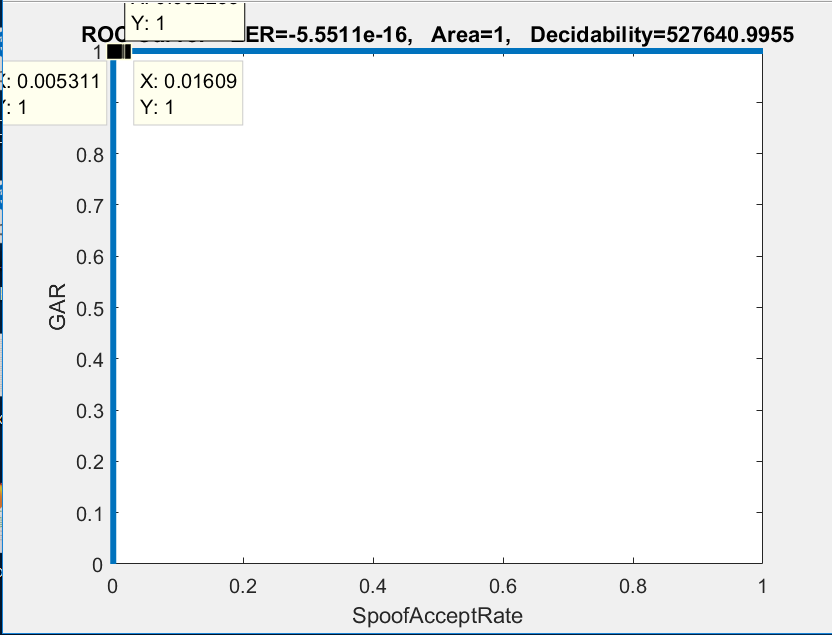 Y: 1
EER=-5.5511e-16, Area=1, Decidability=527640.9955
1
X: 0.005311
Y: 1
X: 0.01609
Y: 1
0.8
0.7
0.6
0.5
0.4
0.3
0.2
0.1
0
GAR
0 0.2 0.4 0.6 0.8 1
SpoofAcceptRate